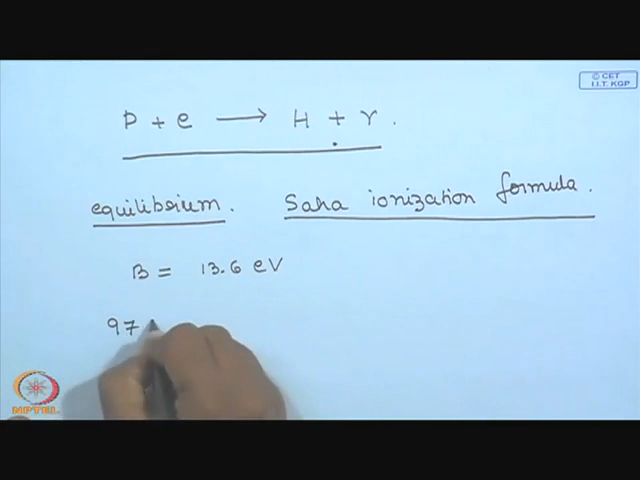 © CET
I.I.T. KGP
P + e ⟶ H + γ .
equilibrium. Saha ionization formula.
B = 13.6 eV
97
NPTEL